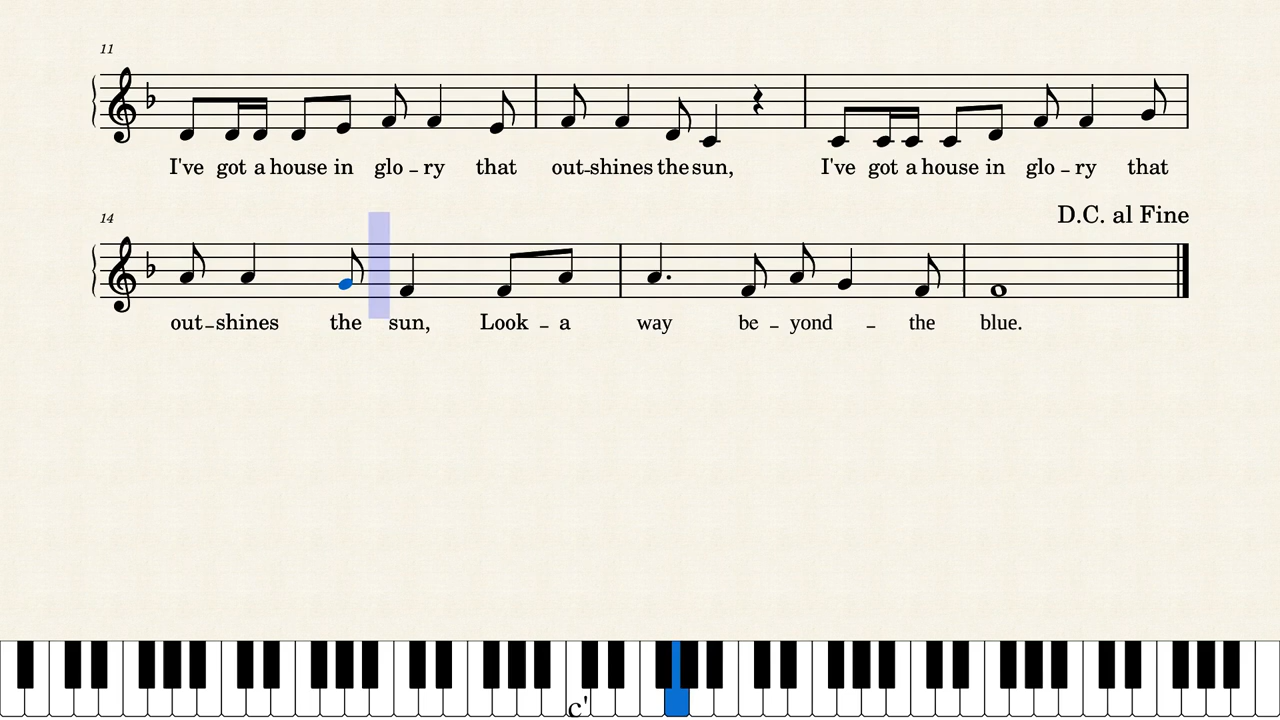 11
I've got a house in glo – ry that out–shines the sun, I've got a house in glo – ry that
D.C. al Fine
14
out–shines the sun, Look – a way be – yond – the blue.
c'